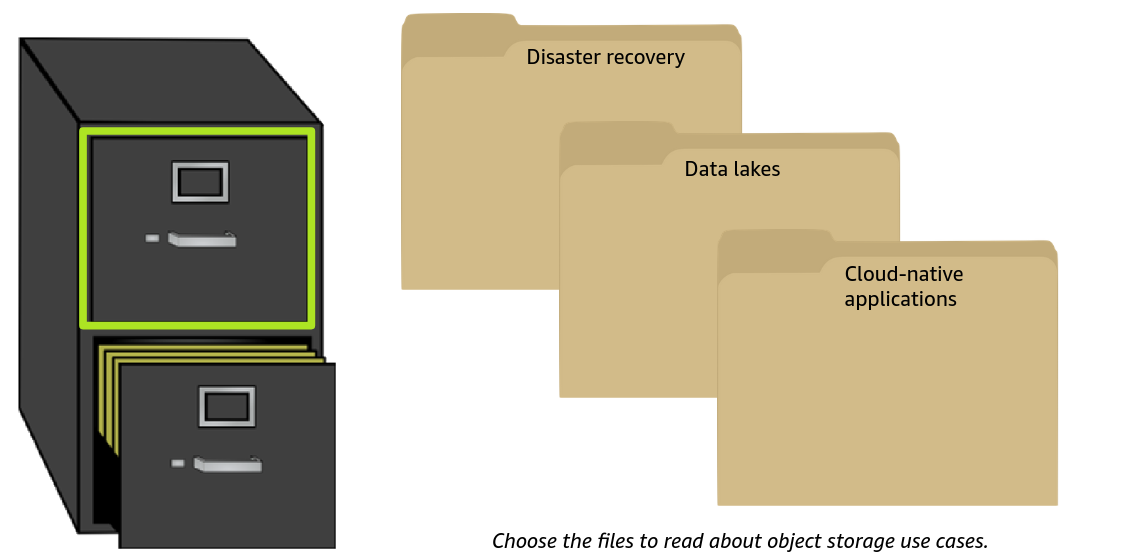 Disaster recovery
Data lakes
Cloud-native
applications
Choose the files to read about object storage use cases.